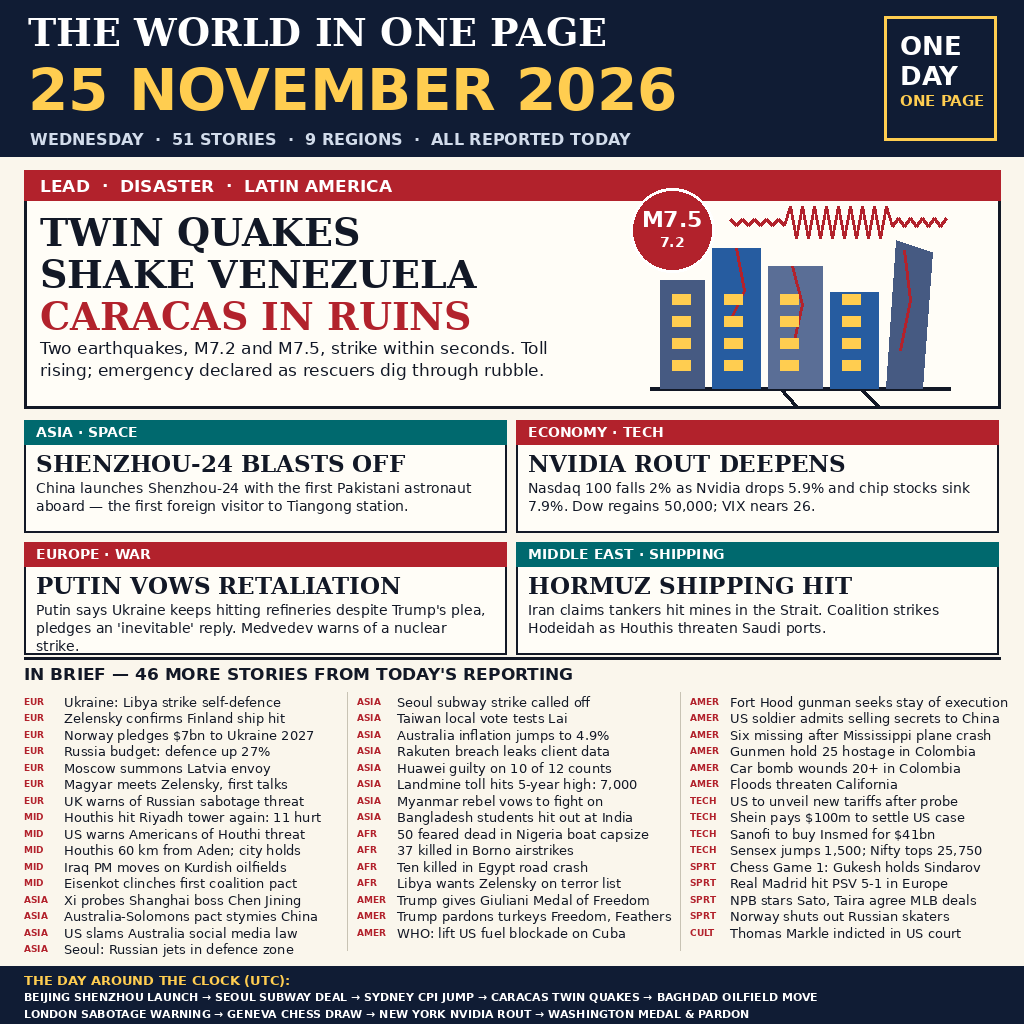 THE WORLD IN ONE PAGE
25 NOVEMBER 2026
WEDNESDAY · 51 STORIES · 9 REGIONS · ALL REPORTED TODAY
ONE
DAY
ONE PAGE
LEAD · DISASTER · LATIN AMERICA
TWIN QUAKES
SHAKE VENEZUELA
CARACAS IN RUINS
Two earthquakes, M7.2 and M7.5, strike within seconds. Toll
rising; emergency declared as rescuers dig through rubble.
M7.5
7.2
ASIA · SPACE
SHENZHOU-24 BLASTS OFF
China launches Shenzhou-24 with the first Pakistani astronaut
aboard — the first foreign visitor to Tiangong station.
ECONOMY · TECH
NVIDIA ROUT DEEPENS
Nasdaq 100 falls 2% as Nvidia drops 5.9% and chip stocks sink
7.9%. Dow regains 50,000; VIX nears 26.
EUROPE · WAR
PUTIN VOWS RETALIATION
Putin says Ukraine keeps hitting refineries despite Trump's plea,
pledges an 'inevitable' reply. Medvedev warns of a nuclear
strike.
MIDDLE EAST · SHIPPING
HORMUZ SHIPPING HIT
Iran claims tankers hit mines in the Strait. Coalition strikes
Hodeidah as Houthis threaten Saudi ports.
IN BRIEF — 46 MORE STORIES FROM TODAY'S REPORTING
EUR Ukraine: Libya strike self-defence
EUR Zelensky confirms Finland ship hit
EUR Norway pledges $7bn to Ukraine 2027
EUR Russia budget: defence up 27%
EUR Moscow summons Latvia envoy
EUR Magyar meets Zelensky, first talks
EUR UK warns of Russian sabotage threat
MID Houthis hit Riyadh tower again: 11 hurt
MID US warns Americans of Houthi threat
MID Houthis 60 km from Aden; city holds
MID Iraq PM moves on Kurdish oilfields
MID Eisenkot clinches first coalition pact
ASIA Xi probes Shanghai boss Chen Jining
ASIA Australia-Solomons pact stymies China
ASIA US slams Australia social media law
ASIA Seoul: Russian jets in defence zone
ASIA Seoul subway strike called off
ASIA Taiwan local vote tests Lai
ASIA Australia inflation jumps to 4.9%
ASIA Rakuten breach leaks client data
ASIA Huawei guilty on 10 of 12 counts
ASIA Landmine toll hits 5-year high: 7,000
ASIA Myanmar rebel vows to fight on
ASIA Bangladesh students hit out at India
AFR 50 feared dead in Nigeria boat capsize
AFR 37 killed in Borno airstrikes
AFR Ten killed in Egypt road crash
AFR Libya wants Zelensky on terror list
AMER Trump gives Giuliani Medal of Freedom
AMER Trump pardons turkeys Freedom, Feathers
AMER WHO: lift US fuel blockade on Cuba
AMER Fort Hood gunman seeks stay of execution
AMER US soldier admits selling secrets to China
AMER Six missing after Mississippi plane crash
AMER Gunmen hold 25 hostage in Colombia
AMER Car bomb wounds 20+ in Colombia
AMER Floods threaten California
TECH US to unveil new tariffs after probe
TECH Shein pays $100m to settle US case
TECH Sanofi to buy Insmed for $41bn
TECH Sensex jumps 1,500; Nifty tops 25,750
SPRT Chess Game 1: Gukesh holds Sindarov
SPRT Real Madrid hit PSV 5-1 in Europe
SPRT NPB stars Sato, Taira agree MLB deals
SPRT Norway shuts out Russian skaters
CULT Thomas Markle indicted in US court
THE DAY AROUND THE CLOCK (UTC):
BEIJING SHENZHOU LAUNCH → SEOUL SUBWAY DEAL → SYDNEY CPI JUMP → CARACAS TWIN QUAKES → BAGHDAD OILFIELD MOVE
LONDON SABOTAGE WARNING → GENEVA CHESS DRAW → NEW YORK NVIDIA ROUT → WASHINGTON MEDAL & PARDON